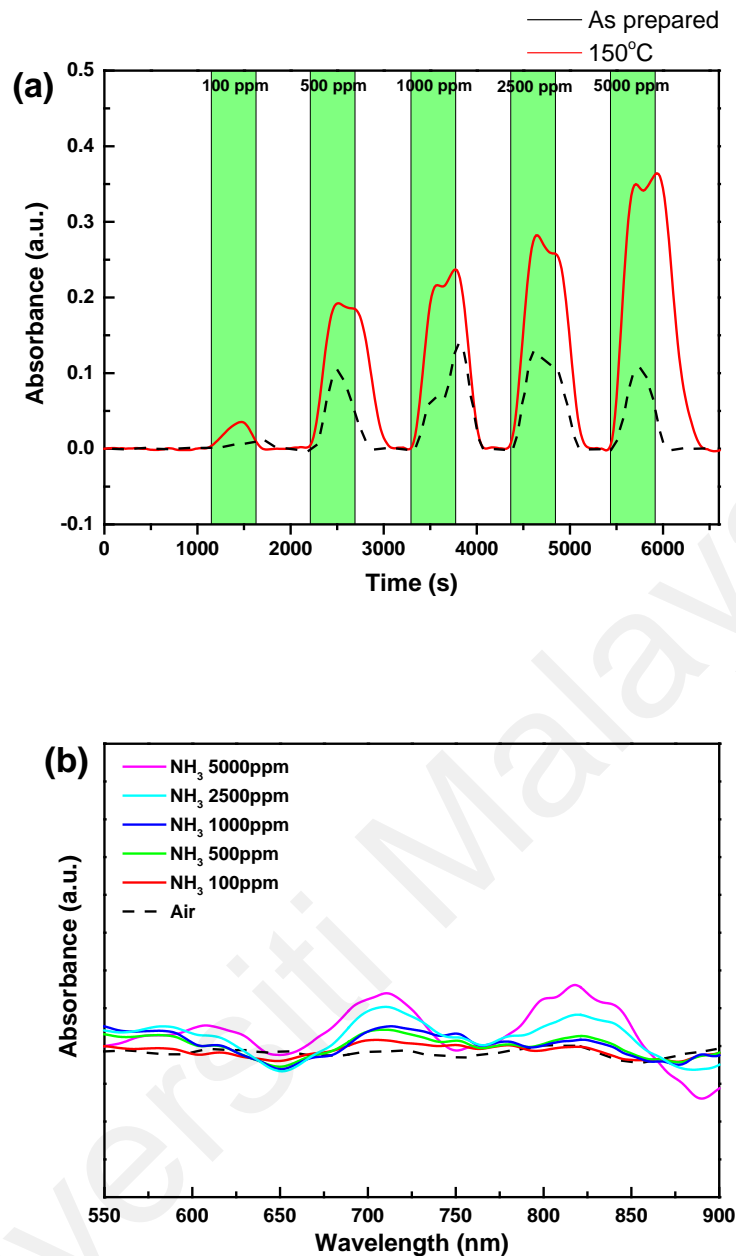 As prepared
150°C
(a)
100 ppm 500 ppm 1000 ppm 2500 ppm 5000 ppm
0.5
0.4
0.3
0.2
0.1
0.0
-0.1
Absorbance (a.u.)
0 1000 2000 3000 4000 5000 6000
Time (s)
(b)
NH₃ 5000ppm
NH₃ 2500ppm
NH₃ 1000ppm
NH₃ 500ppm
NH₃ 100ppm
Air
Absorbance (a.u.)
550 600 650 700 750 800 850 900
Wavelength (nm)
versiti Malay